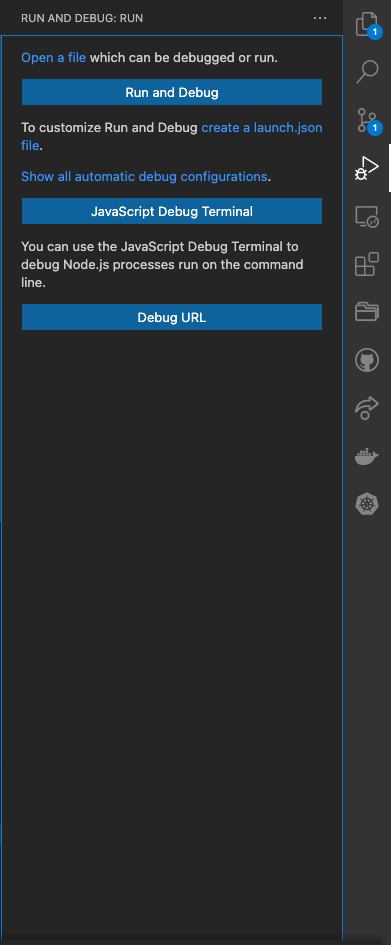 RUN AND DEBUG: RUN ···
1
Open a file which can be debugged or run.
Run and Debug
1
To customize Run and Debug create a launch.json
file.
Show all automatic debug configurations.
JavaScript Debug Terminal
You can use the JavaScript Debug Terminal to
debug Node.js processes run on the command
line.
Debug URL